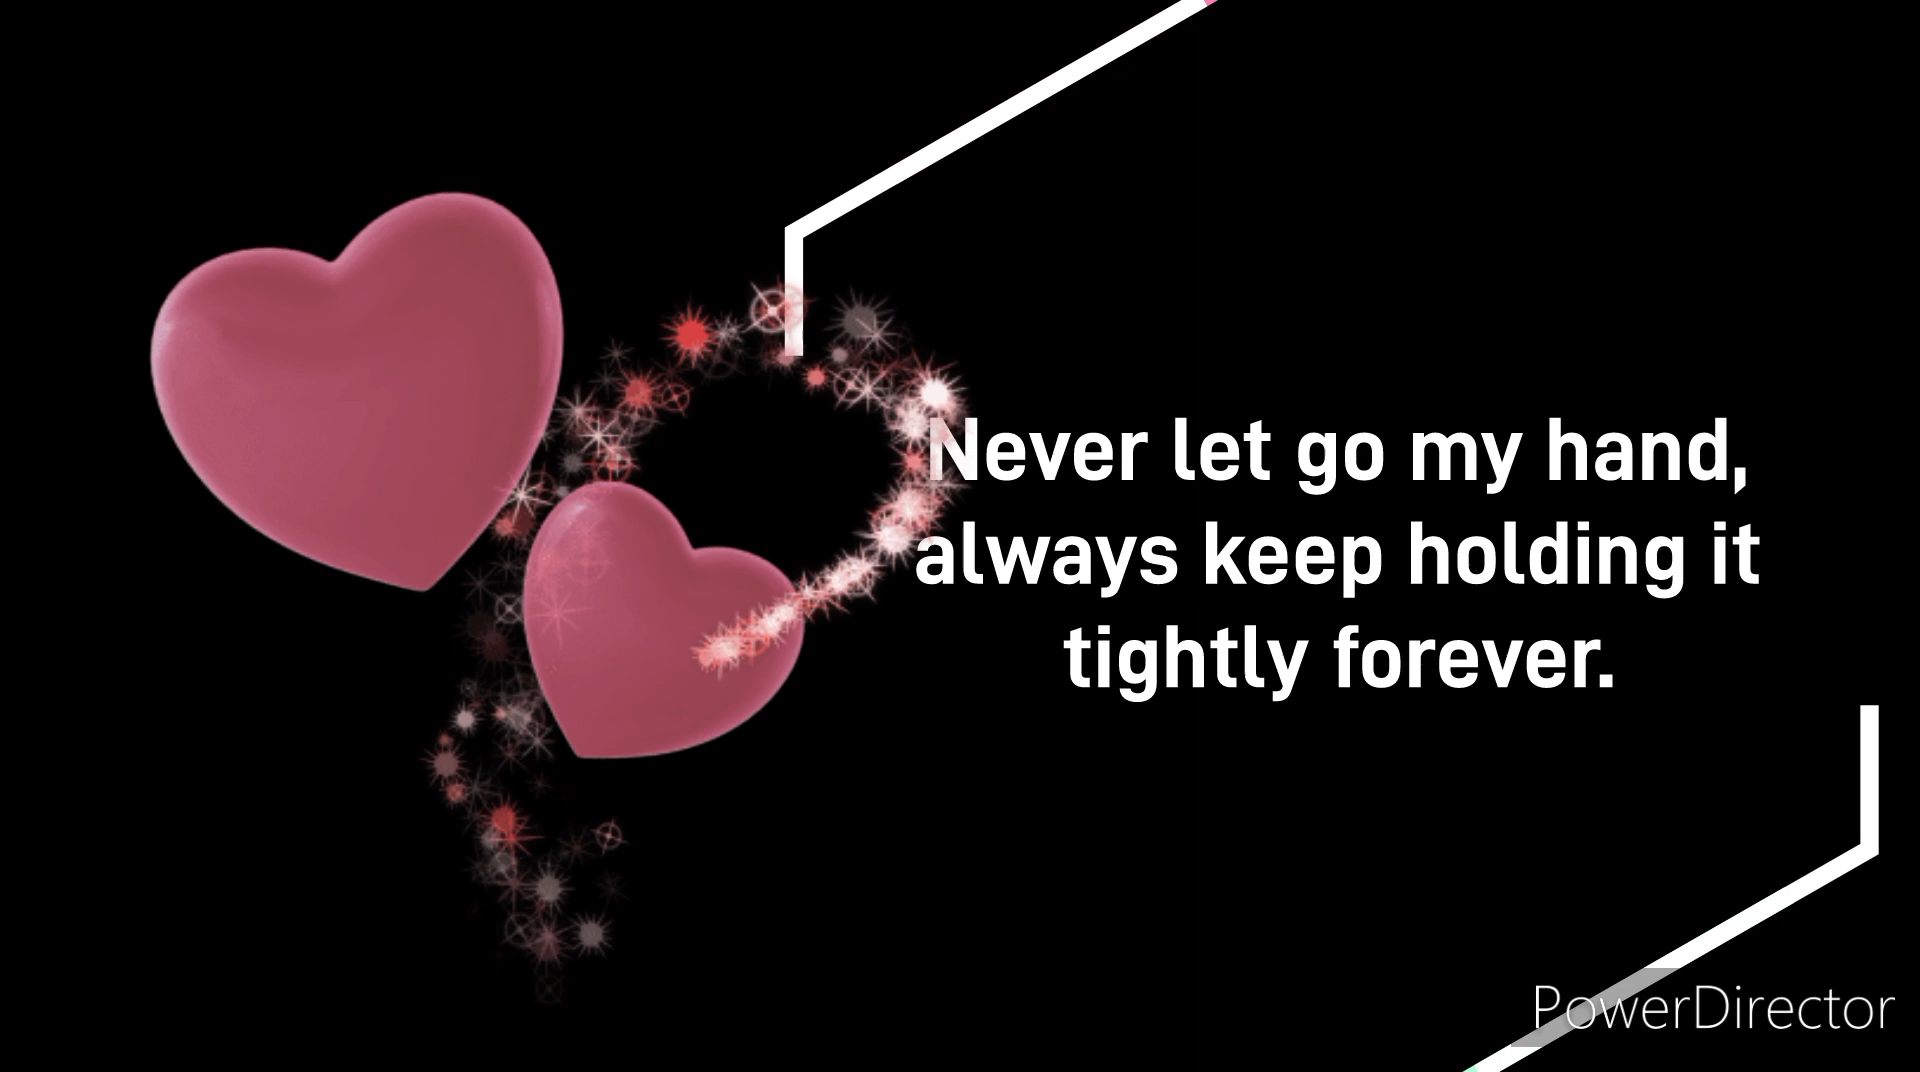 Never let go my hand,
always keep holding it
tightly forever.
PowerDirector